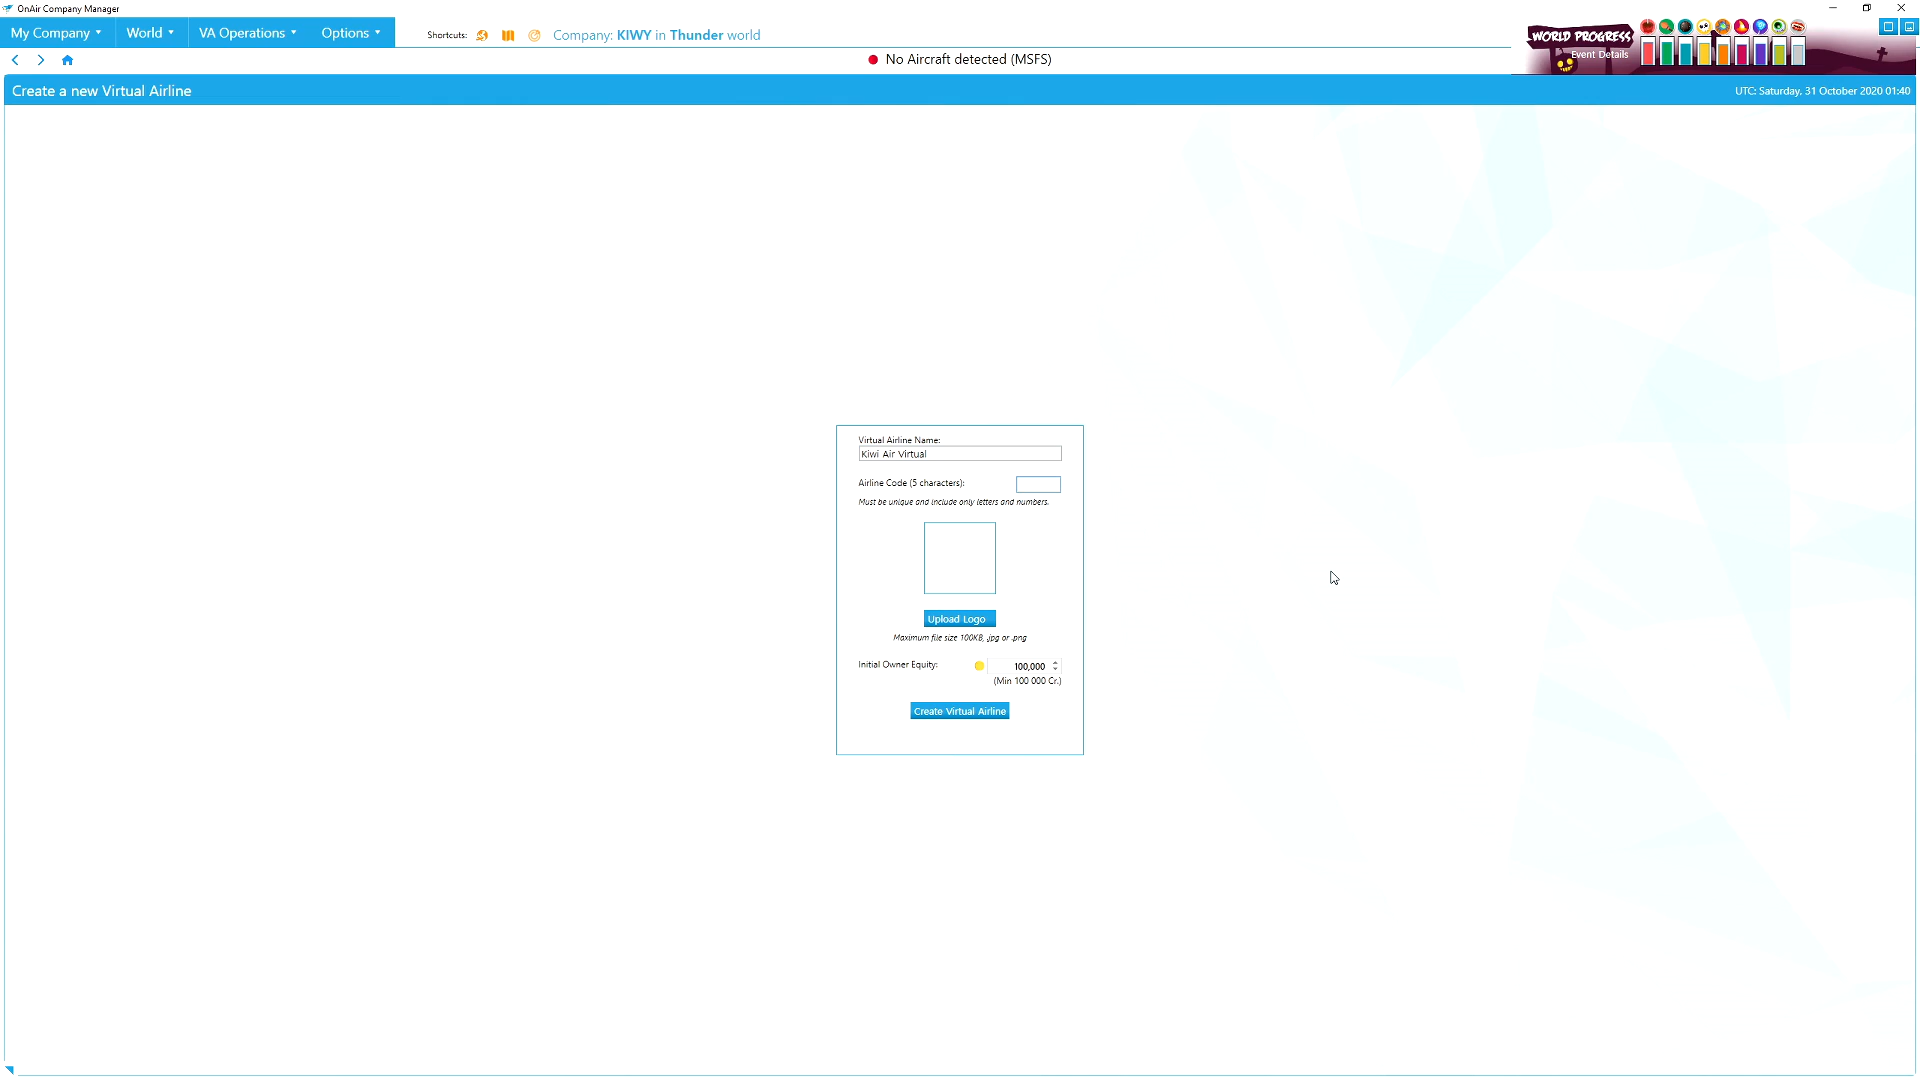 OnAir Company Manager
My Company World VA Operations Options
Shortcuts: Company: KIWY in Thunder world
WORLD PROGRESS
Event Details
No Aircraft detected (MSFS)
Create a new Virtual Airline
UTC: Saturday, 31 October 2020 01:40
Virtual Airline Name:
Kiwi Air Virtual
Airline Code (5 characters):
Must be unique and include only letters and numbers.
Upload Logo
Maximum file size 100KB, .jpg or .png
Initial Owner Equity: 100,000
(Min 100 000 Cr.)
Create Virtual Airline